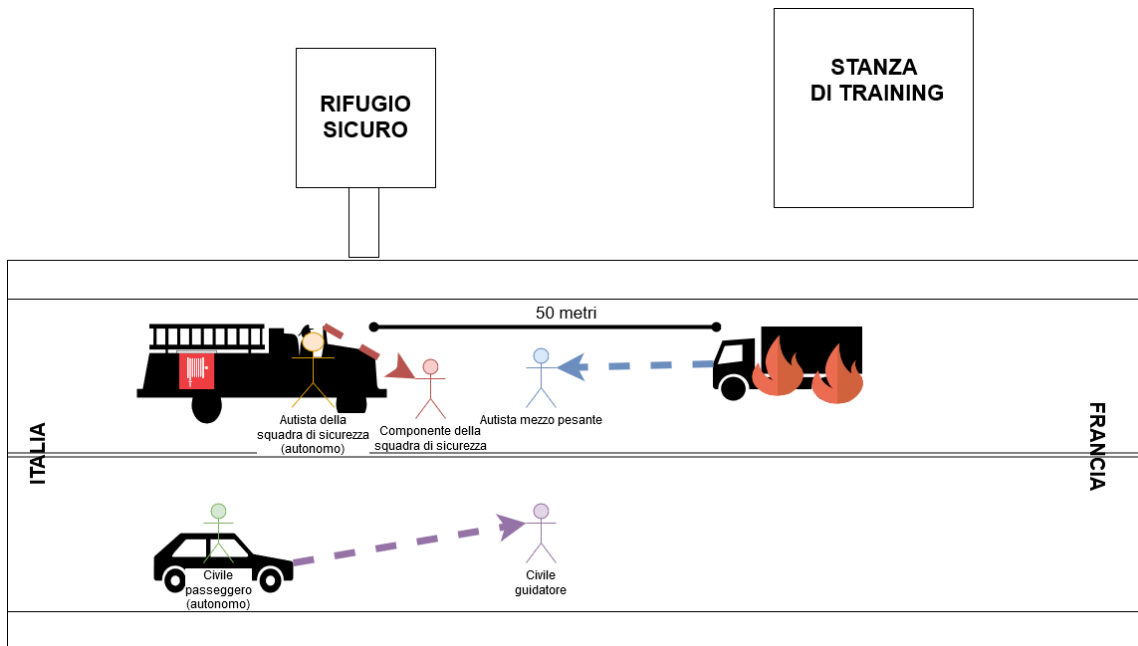 RIFUGIO
SICURO
STANZA
DI TRAINING
50 metri
Autista della
squadra di sicurezza
(autonomo)
Componente della
squadra di sicurezza
Autista mezzo pesante
ITALIA
FRANCIA
Civile
passeggero
(autonomo)
Civile
guidatore